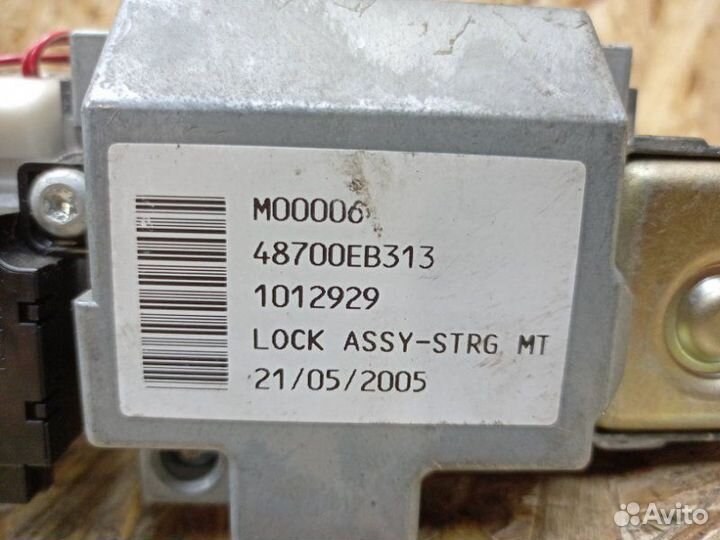 M00006
48700EB313
1012929
LOCK ASSY-STRG MT
21/05/2005
Avito